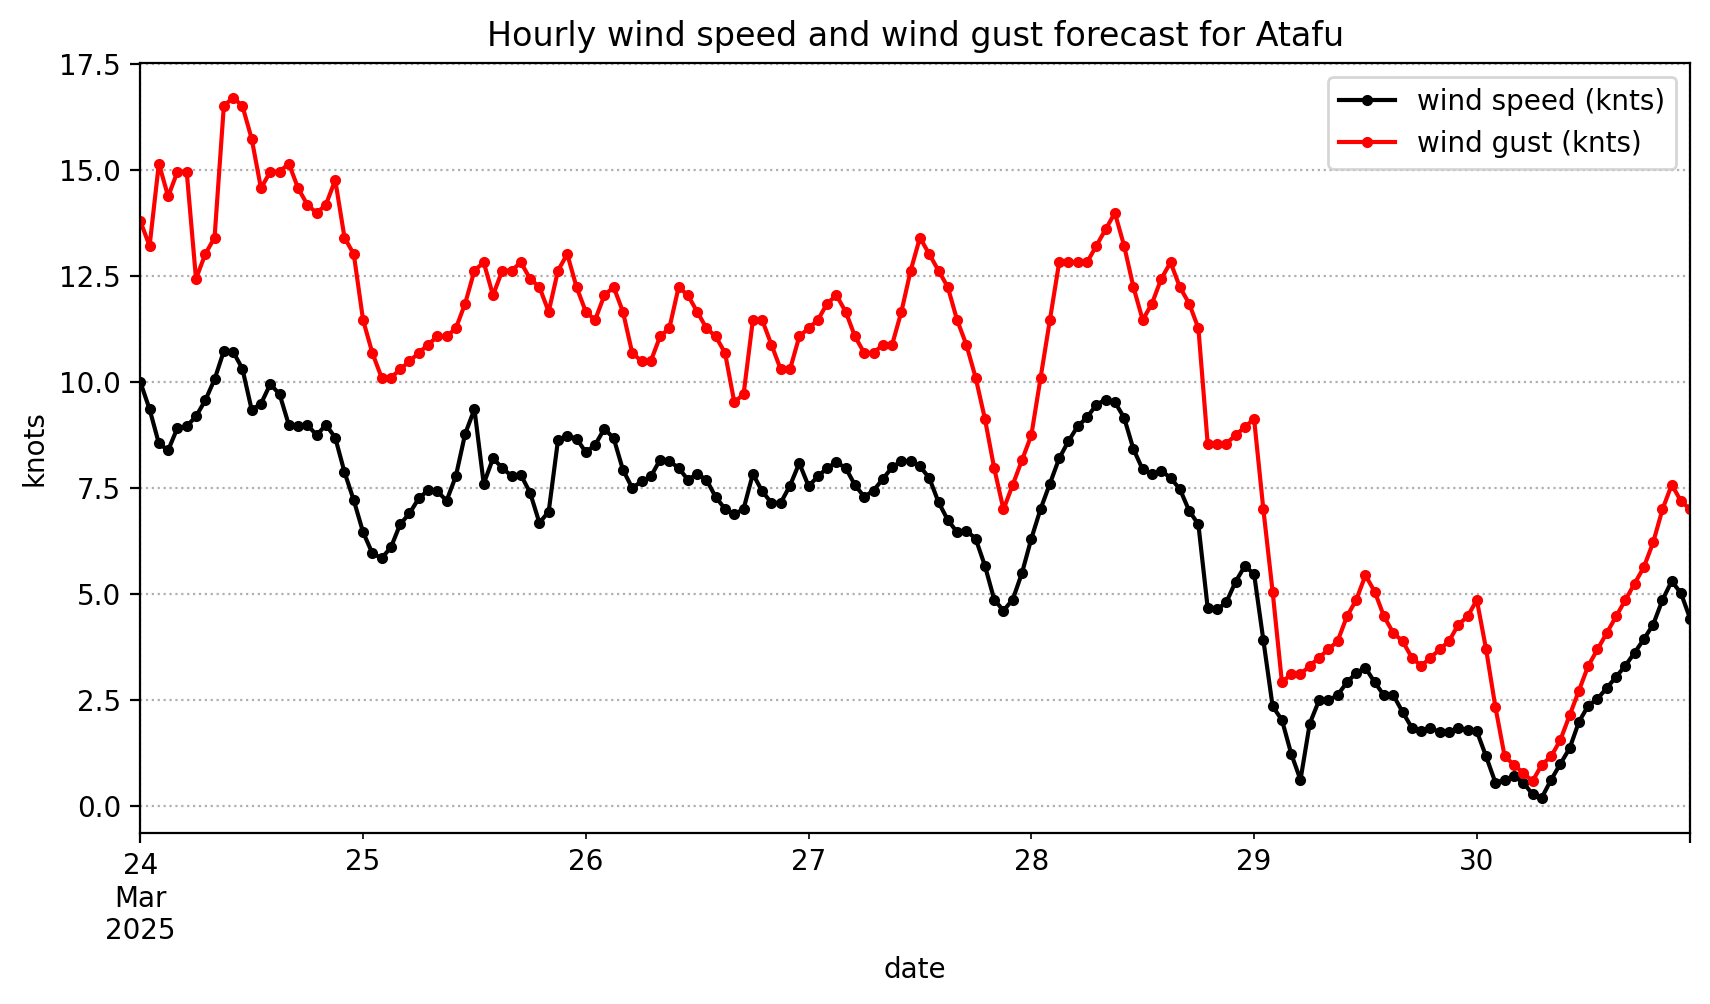 Hourly wind speed and wind gust forecast for Atafu
wind speed (knts)
wind gust (knts)
17.5
15.0
12.5
10.0
7.5
5.0
2.5
0.0
knots
24
Mar
2025
25
26
27
28
29
30
date